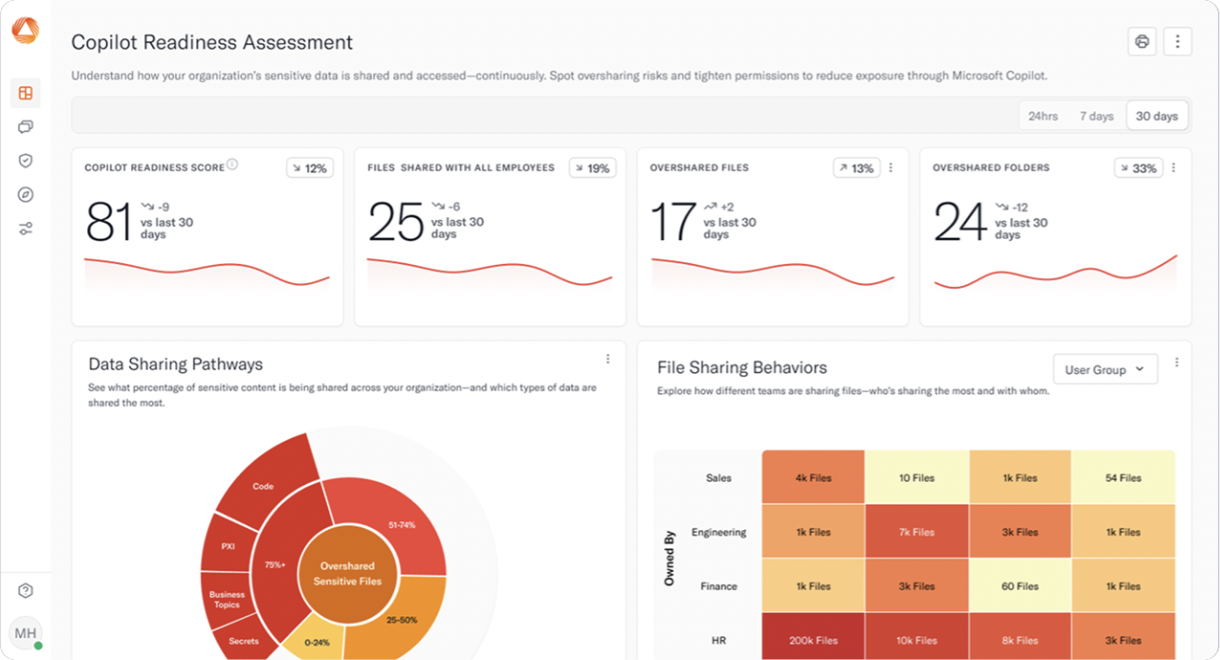 Copilot Readiness Assessment
Understand how your organization's sensitive data is shared and accessed—continuously. Spot oversharing risks and tighten permissions to reduce exposure through Microsoft Copilot.
24hrs 7 days 30 days
COPILOT READINESS SCORE 12%
81 -9
vs last 30
days
FILES SHARED WITH ALL EMPLOYEES 19%
25 -6
vs last 30
days
OVERSHARED FILES 13%
17 +2
vs last 30
days
OVERSHARED FOLDERS 33%
24 -12
vs last 30
days
Data Sharing Pathways
See what percentage of sensitive content is being shared across your organization—and which types of data are
shared the most.
Code
PXI
Business
Topics
Secrets
75%+
51-74%
25-50%
0-24%
Overshared
Sensitive Files
File Sharing Behaviors
User Group
Explore how different teams are sharing files—who's sharing the most and with whom.
Owned By
Sales 4k Files 10 Files 1k Files 54 Files
Engineering 1k Files 7k Files 3k Files 1k Files
Finance 1k Files 3k Files 60 Files 1k Files
HR 200k Files 10k Files 8k Files 3k Files
MH